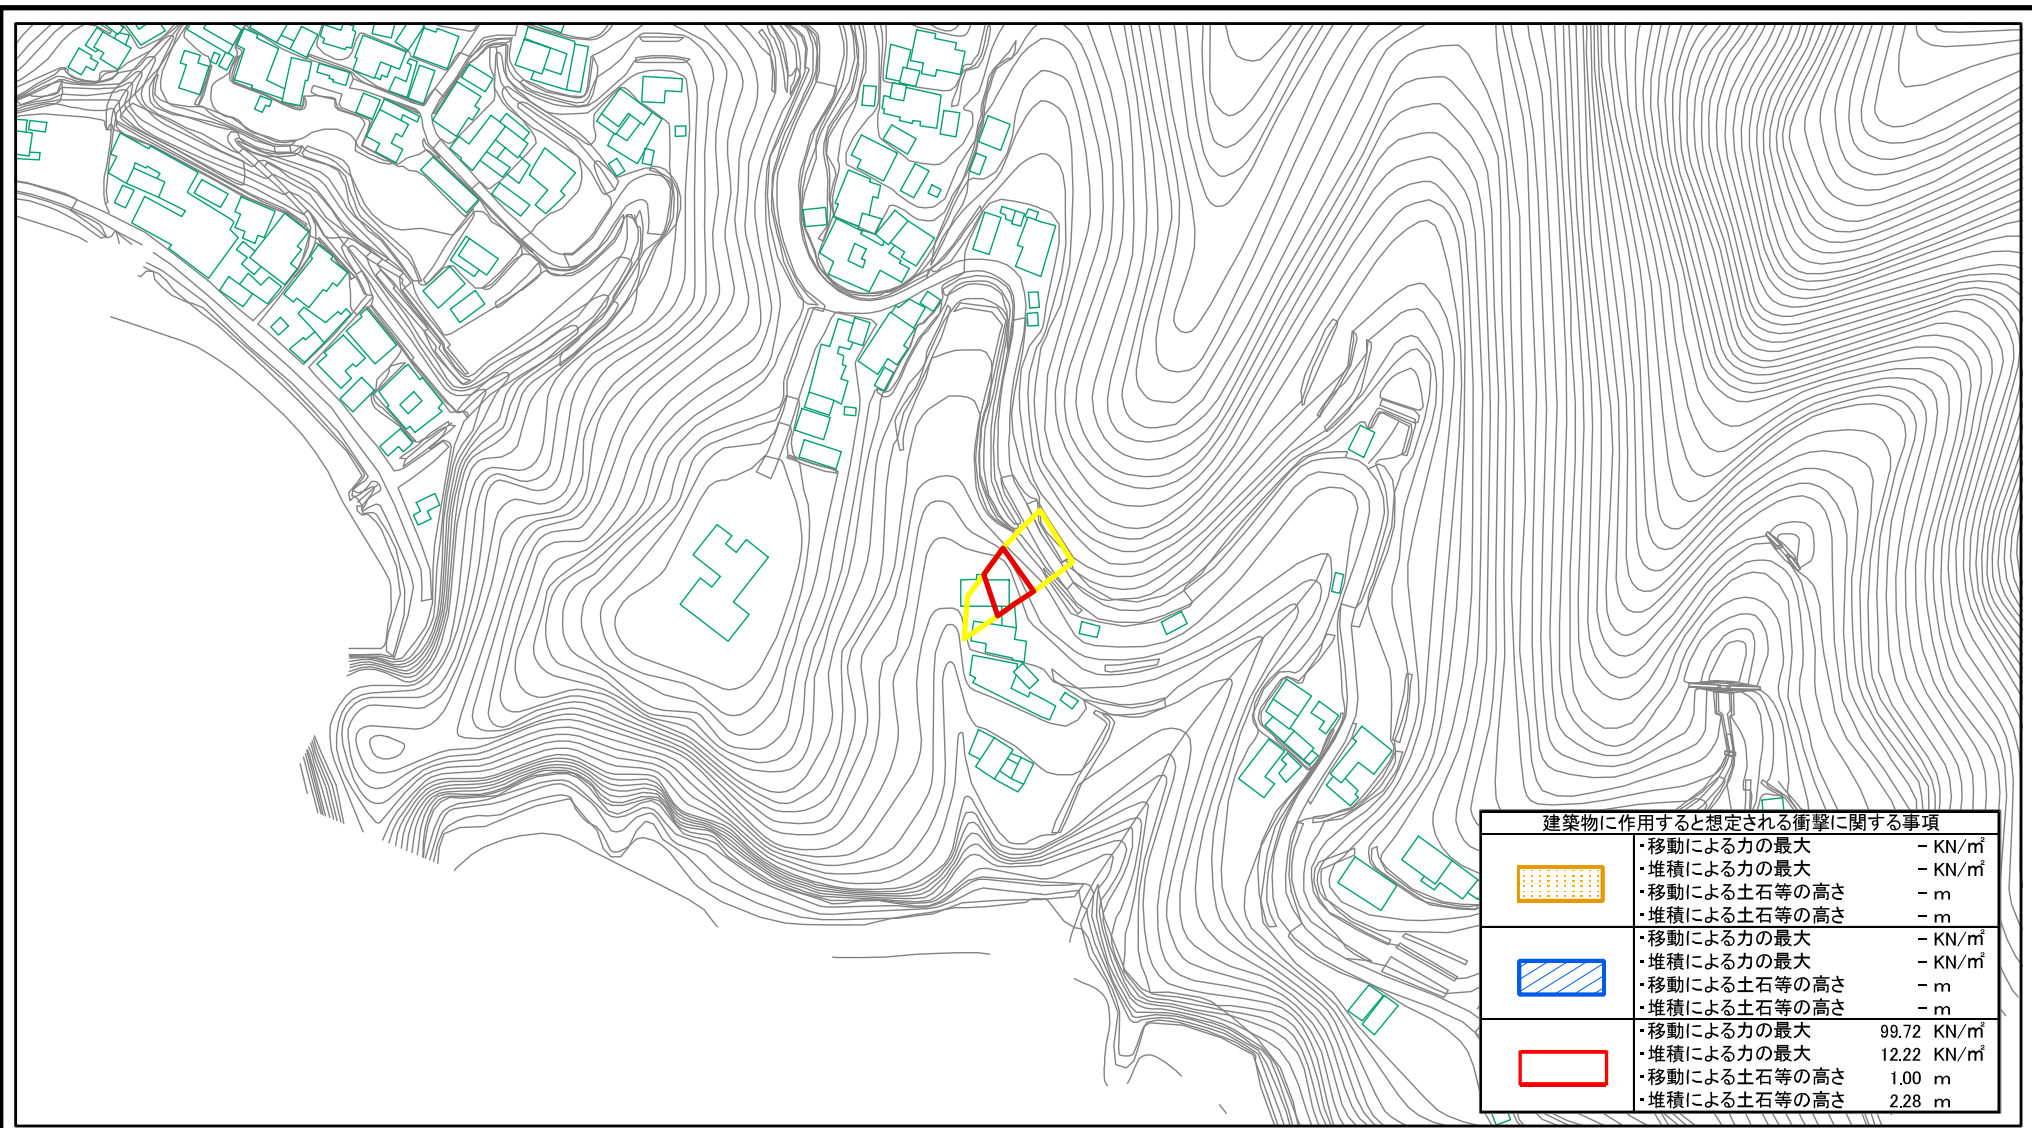 建築物に作用すると想定される衝撃に関する事項
・移動による力の最大 － KN/㎡
・堆積による力の最大 － KN/㎡
・移動による土石等の高さ － m
・堆積による土石等の高さ － m
・移動による力の最大 － KN/㎡
・堆積による力の最大 － KN/㎡
・移動による土石等の高さ － m
・堆積による土石等の高さ － m
・移動による力の最大 99.72 KN/㎡
・堆積による力の最大 12.22 KN/㎡
・移動による土石等の高さ 1.00 m
・堆積による土石等の高さ 2.28 m